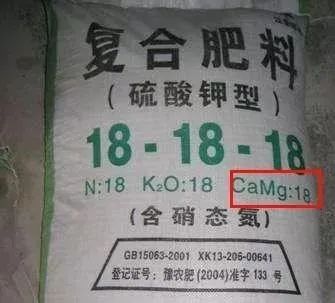 复合肥料
(硫酸钾型)
18-18-18
N:18 K₂O:18 CaMg:18
(含硝态氮)
GB15063-2001 XK13-206-00641
登记证号:豫农肥(2004)准字133号